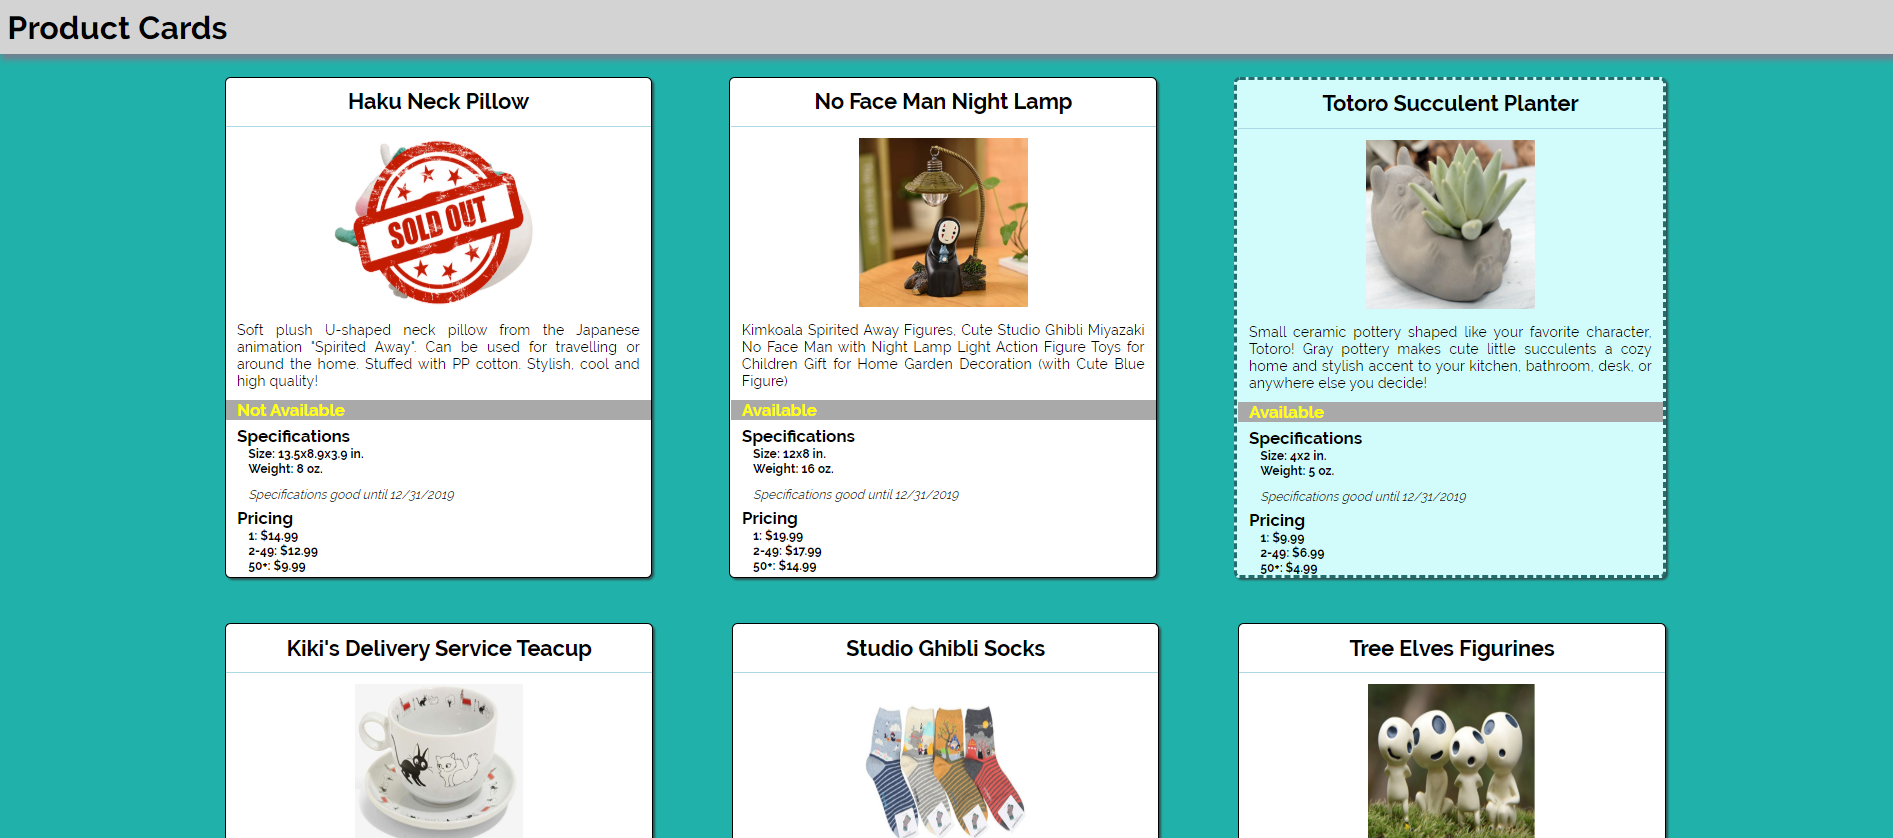 Product Cards
Haku Neck Pillow
SOLD OUT
Soft plush U-shaped neck pillow from the Japanese
animation "Spirited Away". Can be used for travelling or
around the home. Stuffed with PP cotton. Stylish, cool and
high quality!
Not Available
Specifications
Size: 13.5x8.9x3.9 in.
Weight: 8 oz.
Specifications good until 12/31/2019
Pricing
1: $14.99
2-49: $12.99
50+: $9.99
No Face Man Night Lamp
Kimkoala Spirited Away Figures, Cute Studio Ghibli Miyazaki
No Face Man with Night Lamp Light Action Figure Toys for
Children Gift for Home Garden Decoration (with Cute Blue
Figure)
Available
Specifications
Size: 12x8 in.
Weight: 16 oz.
Specifications good until 12/31/2019
Pricing
1: $19.99
2-49: $17.99
50+: $14.99
Totoro Succulent Planter
Small ceramic pottery shaped like your favorite character,
Totoro! Gray pottery makes cute little succulents a cozy
home and stylish accent to your kitchen, bathroom, desk, or
anywhere else you decide!
Available
Specifications
Size: 4x2 in.
Weight: 5 oz.
Specifications good until 12/31/2019
Pricing
1: $9.99
2-49: $6.99
50+: $4.99
Kiki's Delivery Service Teacup
Studio Ghibli Socks
Tree Elves Figurines